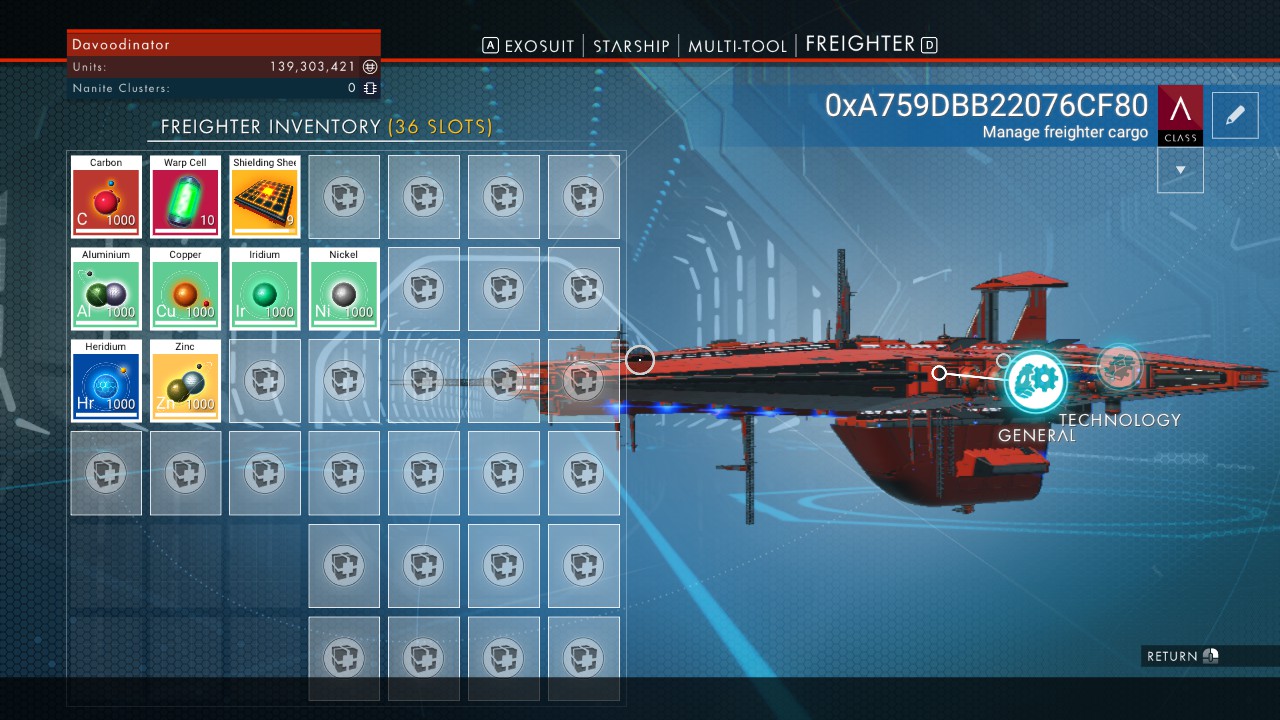 Davoodinator
Units: 139,303,421
Nanite Clusters: 0
A EXOSUIT STARSHIP MULTI-TOOL FREIGHTER D
0xA759DBB22076CF80
Manage freighter cargo
CLASS
FREIGHTER INVENTORY (36 SLOTS)
Carbon Warp Cell Shielding Shee
C 1000 10 9
Aluminium Copper Iridium Nickel
Al 1000 Cu 1000 Ir 1000 Ni 1000
Heridium Zinc
Hr 1000 Zn 1000
TECHNOLOGY
GENERAL
RETURN